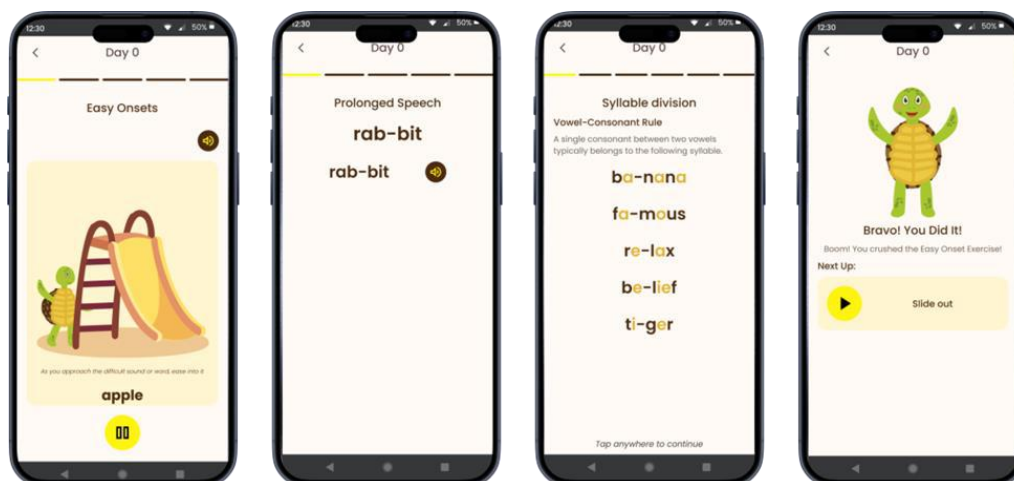 12:30
50%
Day 0
Easy Onsets
As you approach the difficult sound or word, ease into it
apple
12:30
50%
Day 0
Prolonged Speech
rab-bit
rab-bit
12:30
50%
Day 0
Syllable division
Vowel-Consonant Rule
A single consonant between two vowels
typically belongs to the following syllable.
ba-nana
fa-mous
re-lax
be-lief
ti-ger
Tap anywhere to continue
12:30
50%
Day 0
Bravo! You Did It!
Boom! You crushed the Easy Onset Exercise!
Next Up:
Slide out